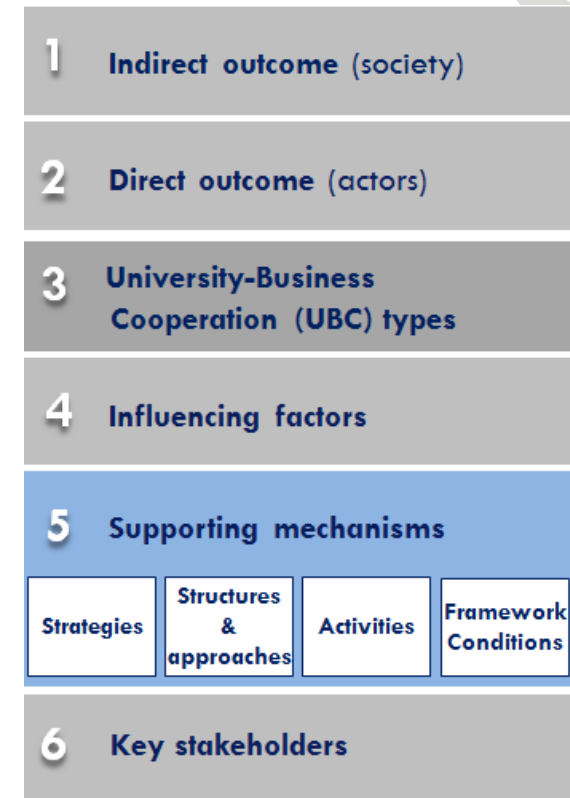 1 Indirect outcome (society)
2 Direct outcome (actors)
3 University-Business
Cooperation (UBC) types
4 Influencing factors
5 Supporting mechanisms
Strategies
Structures
&
approaches
Activities
Framework
Conditions
6 Key stakeholders